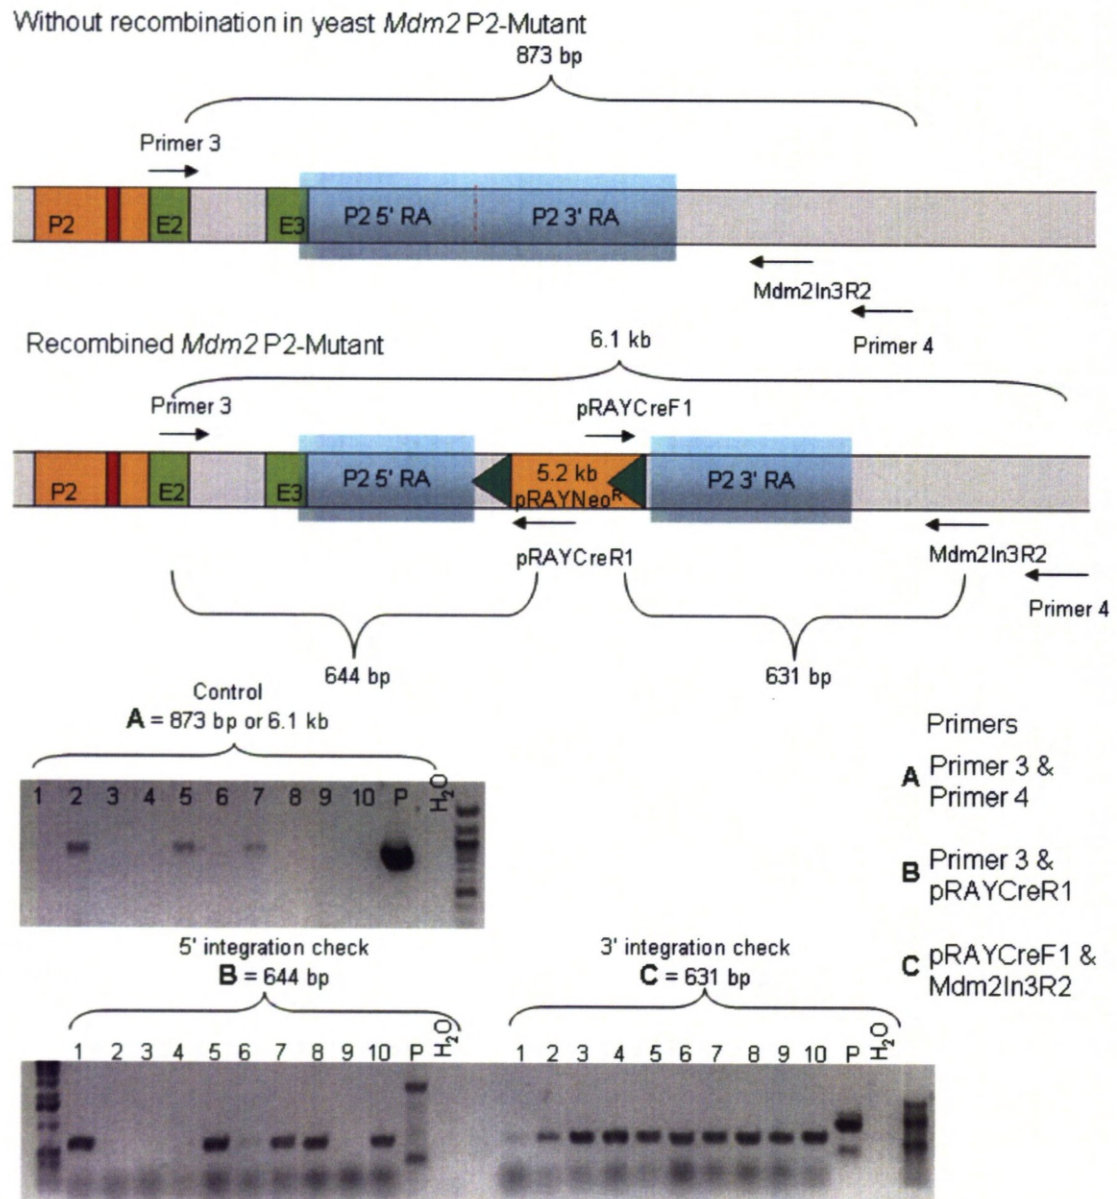 Without recombination in yeast Mdm2 P2-Mutant
873 bp
Primer 3
P2
E2
E3
P2 5' RA
P2 3' RA
Mdm2In3R2
Primer 4
Recombined Mdm2 P2-Mutant
6.1 kb
Primer 3
pRAYCreF1
P2
E2
E3
P2 5' RA
5.2 kb
pRAYNeoR
P2 3' RA
pRAYCreR1
Mdm2In3R2
Primer 4
644 bp
631 bp
Control
A = 873 bp or 6.1 kb
1 2 3 4 5 6 7 8 9 10 P H2O
Primers
A Primer 3 &
Primer 4
B Primer 3 &
pRAYCreR1
C pRAYCreF1 &
Mdm2In3R2
5' integration check
B = 644 bp
1 2 3 4 5 6 7 8 9 10 P H2O
3' integration check
C = 631 bp
1 2 3 4 5 6 7 8 9 10 P H2O